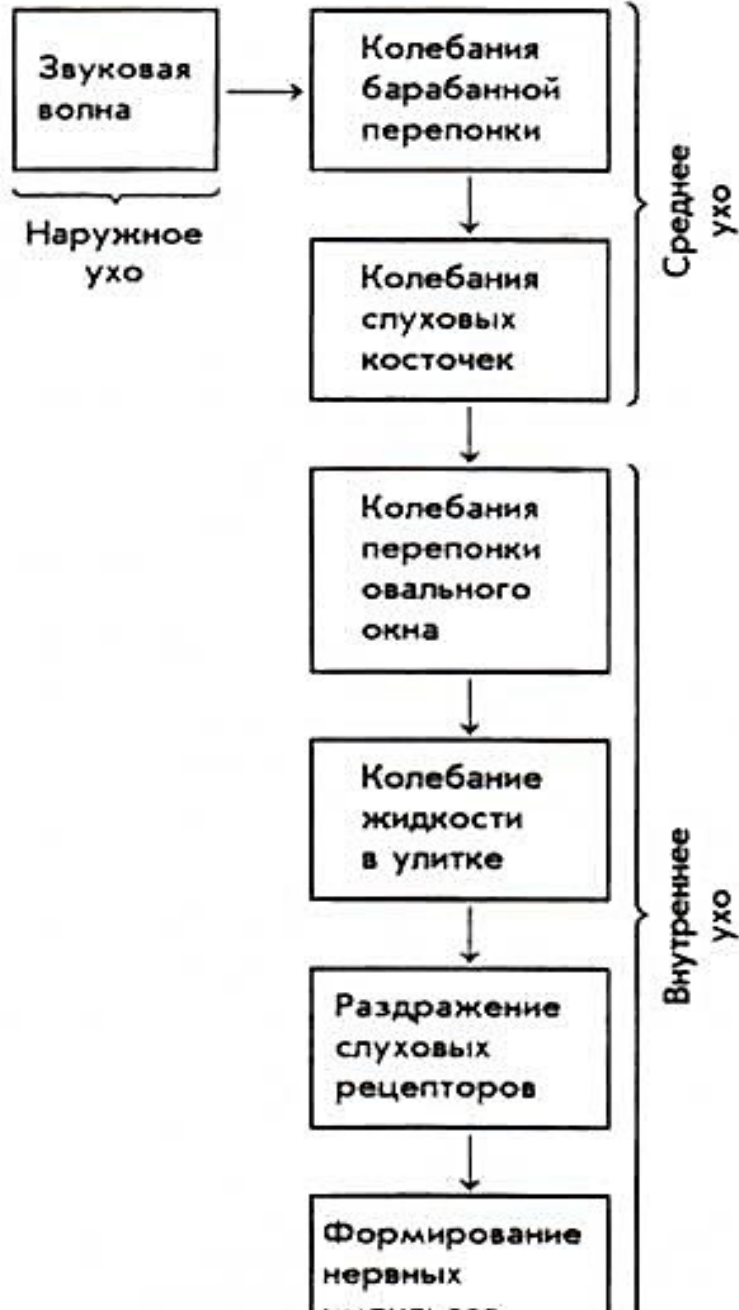 Звуковая
волна
Наружное
ухо
Колебания
барабанной
перепонки
Колебания
слуховых
косточек
Среднее
ухо
Колебания
перепонки
овального
окна
Колебание
жидкости
в улитке
Раздражение
слуховых
рецепторов
Формирование
нервных
Внутреннее
ухо